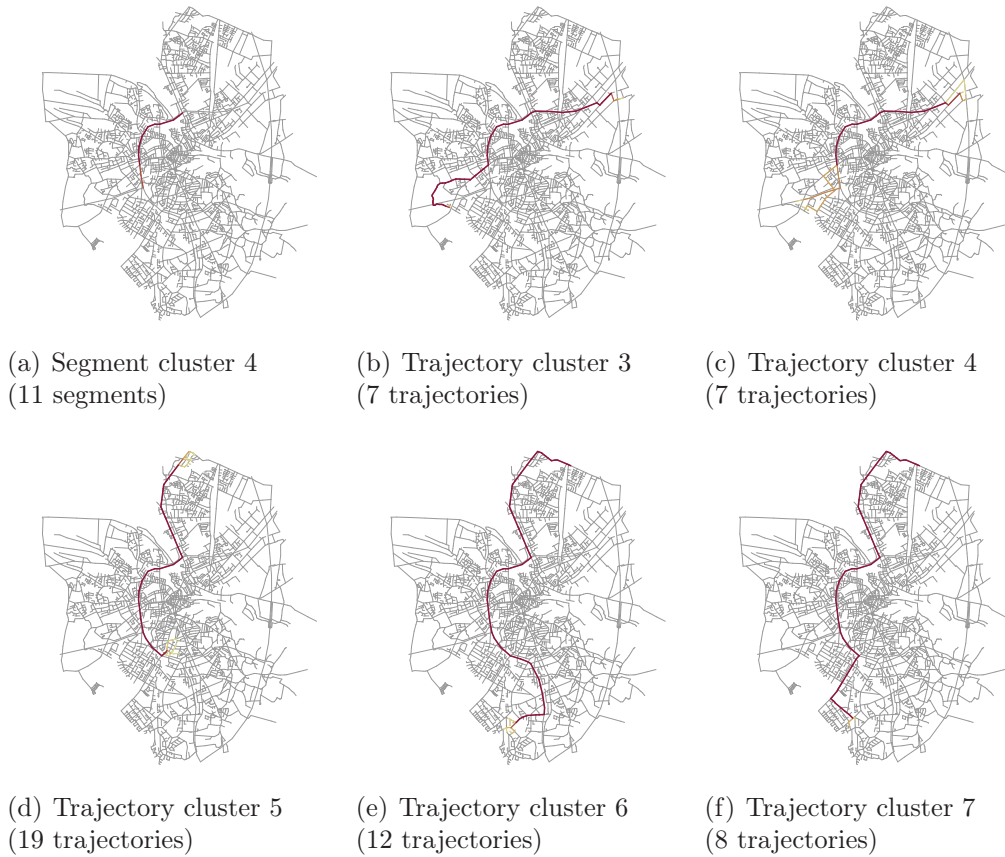 (a) Segment cluster 4
(11 segments)
(b) Trajectory cluster 3
(7 trajectories)
(c) Trajectory cluster 4
(7 trajectories)
(d) Trajectory cluster 5
(19 trajectories)
(e) Trajectory cluster 6
(12 trajectories)
(f) Trajectory cluster 7
(8 trajectories)